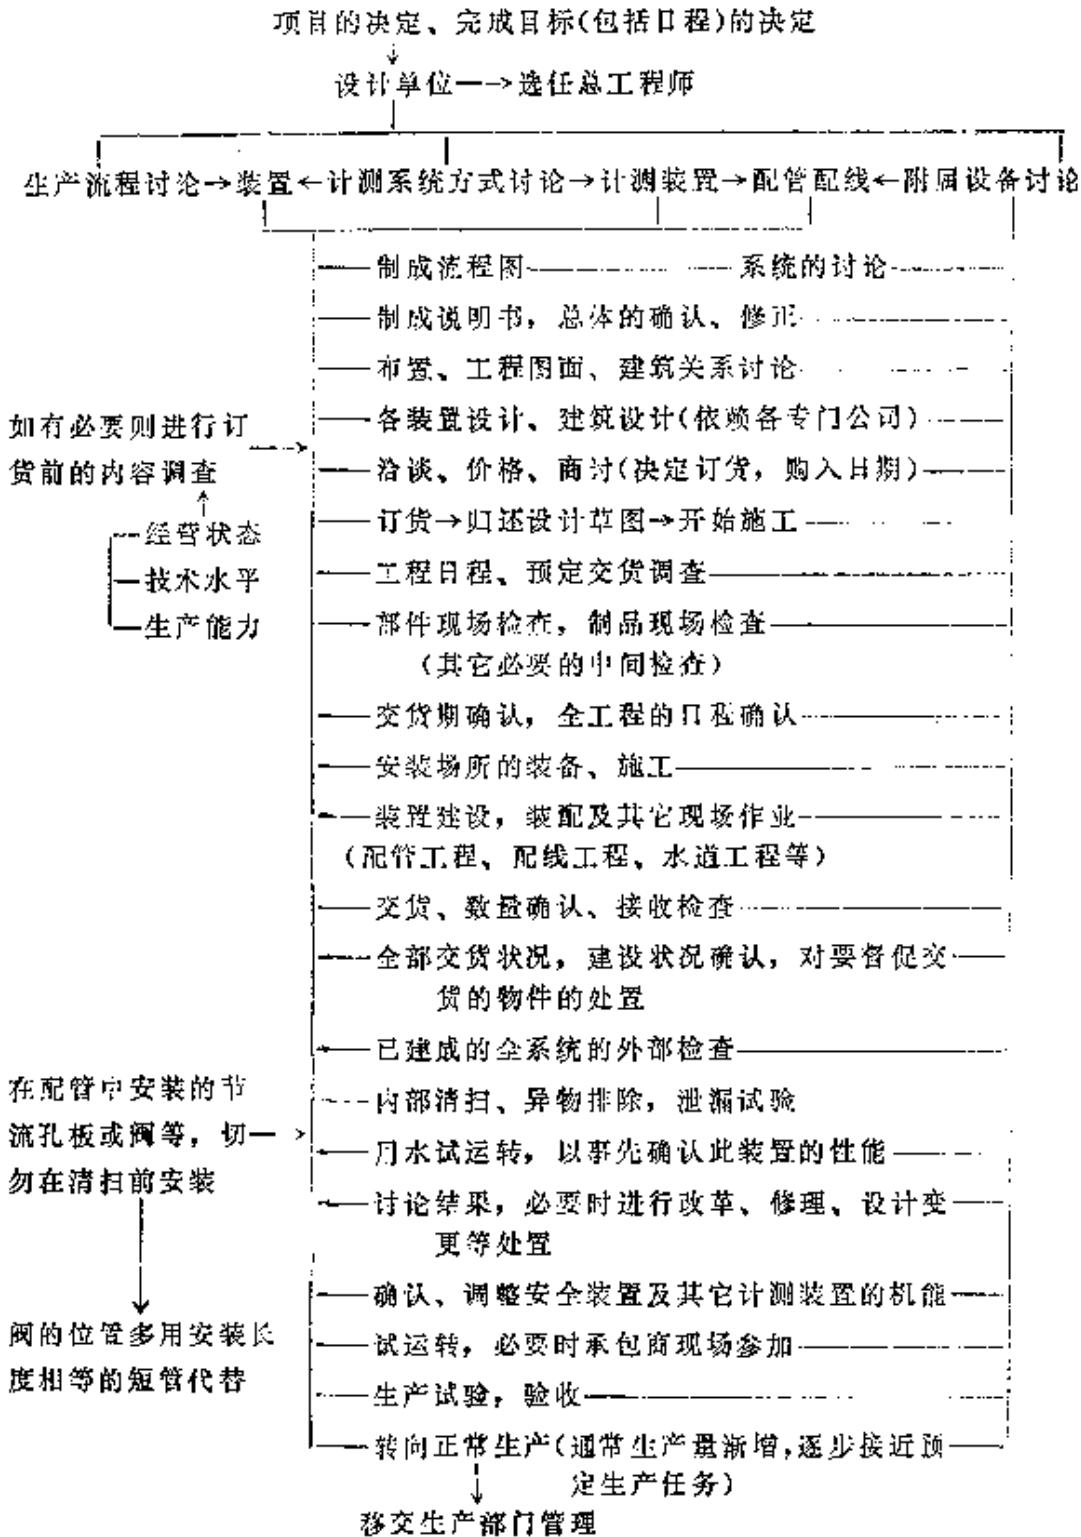 项目的决定、完成目标(包括日程)的决定
设计单位—→选任总工程师
生产流程讨论→装置←计测系统方式讨论→计测装置→配管配线←附属设备讨论
制成流程图 系统的讨论
制成说明书，总体的确认、修正
布置、工程图面、建筑关系讨论
各装置设计、建筑设计(依赖各专门公司)
洽谈、价格、商讨(决定订货，购入日期)
订货→归还设计草图→开始施工
工程日程、预定交货调查
部件现场检查，制品现场检查
(其它必要的中间检查)
交货期确认，全工程的日程确认
安装场所的装备、施工
装置建设，装配及其它现场作业
(配管工程、配线工程、水道工程等)
交货、数量确认、接收检查
全部交货状况，建设状况确认，对要督促交
货的物件的处置
已建成的全系统的外部检查
内部清扫、异物排除，泄漏试验
用水试运转，以事先确认此装置的性能
讨论结果，必要时进行改革、修理、设计变
更等处置
确认、调整安全装置及其它计测装置的机能
试运转，必要时承包商现场参加
生产试验，验收
转向正常生产(通常生产量渐增,逐步接近预
定生产任务)
移交生产部门管理
如有必要则进行订
货前的内容调查
经营状态
技术水平
生产能力
在配管中安装的节
流孔板或阀等，切
勿在清扫前安装
阀的位置多用安装长
度相等的短管代替